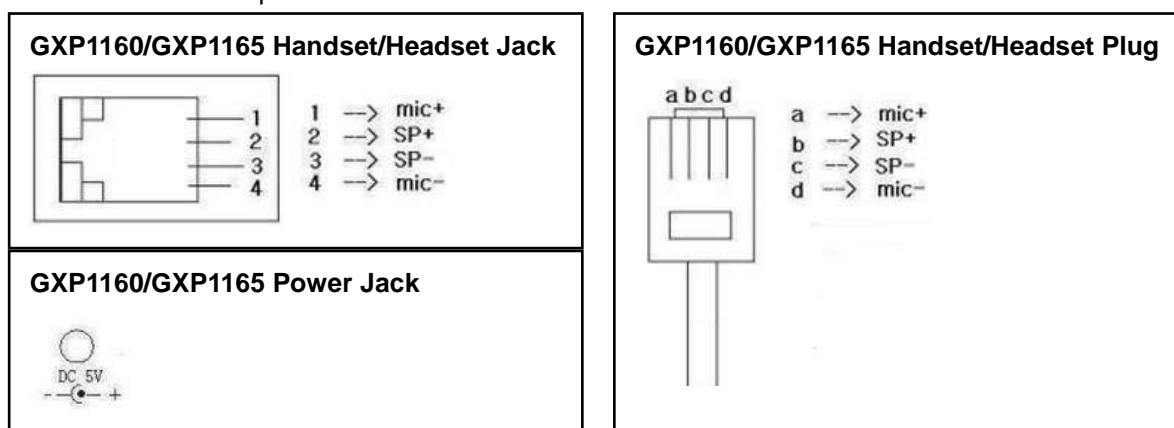 GXP1160/GXP1165 Handset/Headset Jack
1
2
3
4
1 --> mic+
2 --> SP+
3 --> SP-
4 --> mic-
GXP1160/GXP1165 Power Jack
DC 5V
- +
GXP1160/GXP1165 Handset/Headset Plug
a b c d
a --> mic+
b --> SP+
c --> SP-
d --> mic-